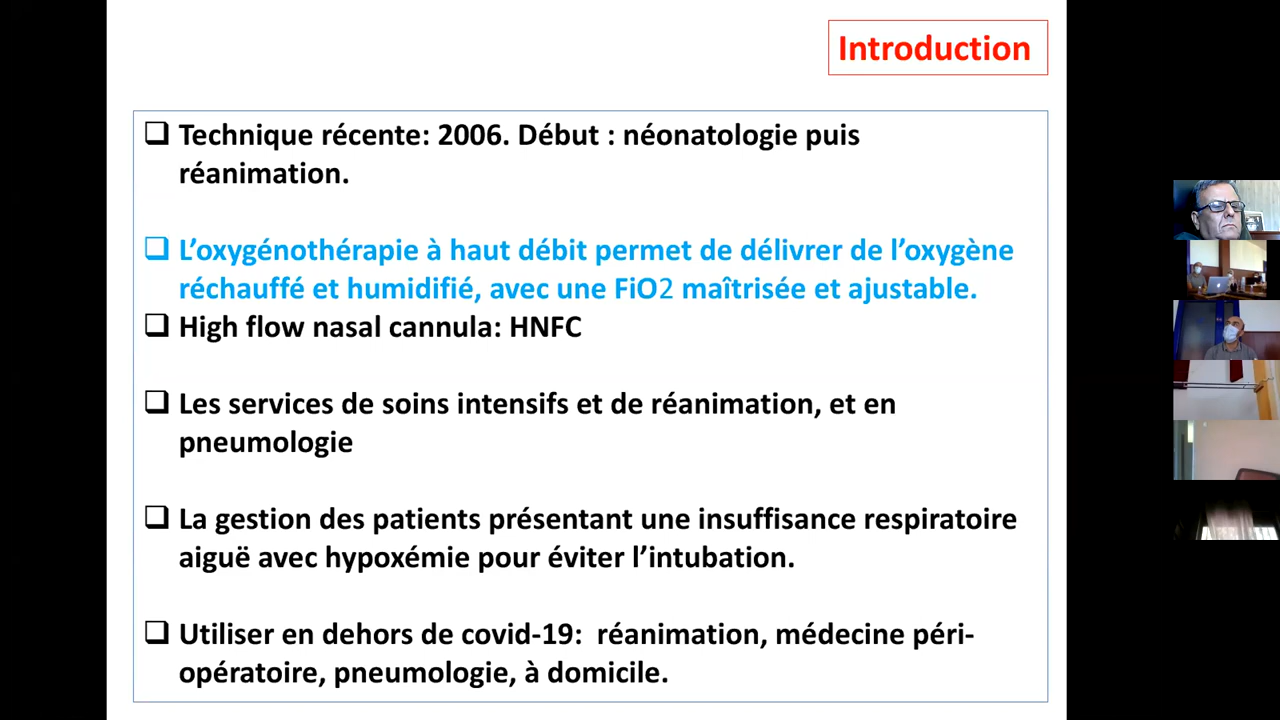 Introduction
❑ Technique récente: 2006. Début : néonatologie puis
réanimation.
❑ L’oxygénothérapie à haut débit permet de délivrer de l’oxygène
réchauffé et humidifié, avec une FiO2 maîtrisée et ajustable.
❑ High flow nasal cannula: HNFC
❑ Les services de soins intensifs et de réanimation, et en
pneumologie
❑ La gestion des patients présentant une insuffisance respiratoire
aiguë avec hypoxémie pour éviter l’intubation.
❑ Utiliser en dehors de covid-19:  réanimation, médecine péri-
opératoire, pneumologie, à domicile.